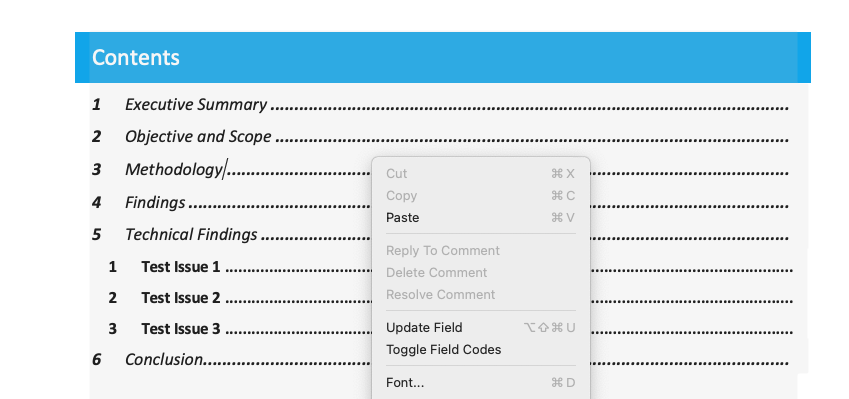 Contents
1 Executive Summary ........................................................................................................
2 Objective and Scope ........................................................................................................
3 Methodology..............................
4 Findings ......................................
5 Technical Findings .......................
1 Test Issue 1 ...............................
2 Test Issue 2 ...............................
3 Test Issue 3 ...............................
6 Conclusion...................................
Cut ⌘X
Copy ⌘C
Paste ⌘V
Reply To Comment
Delete Comment
Resolve Comment
Update Field ⌥⇧⌘U
Toggle Field Codes
Font... ⌘D